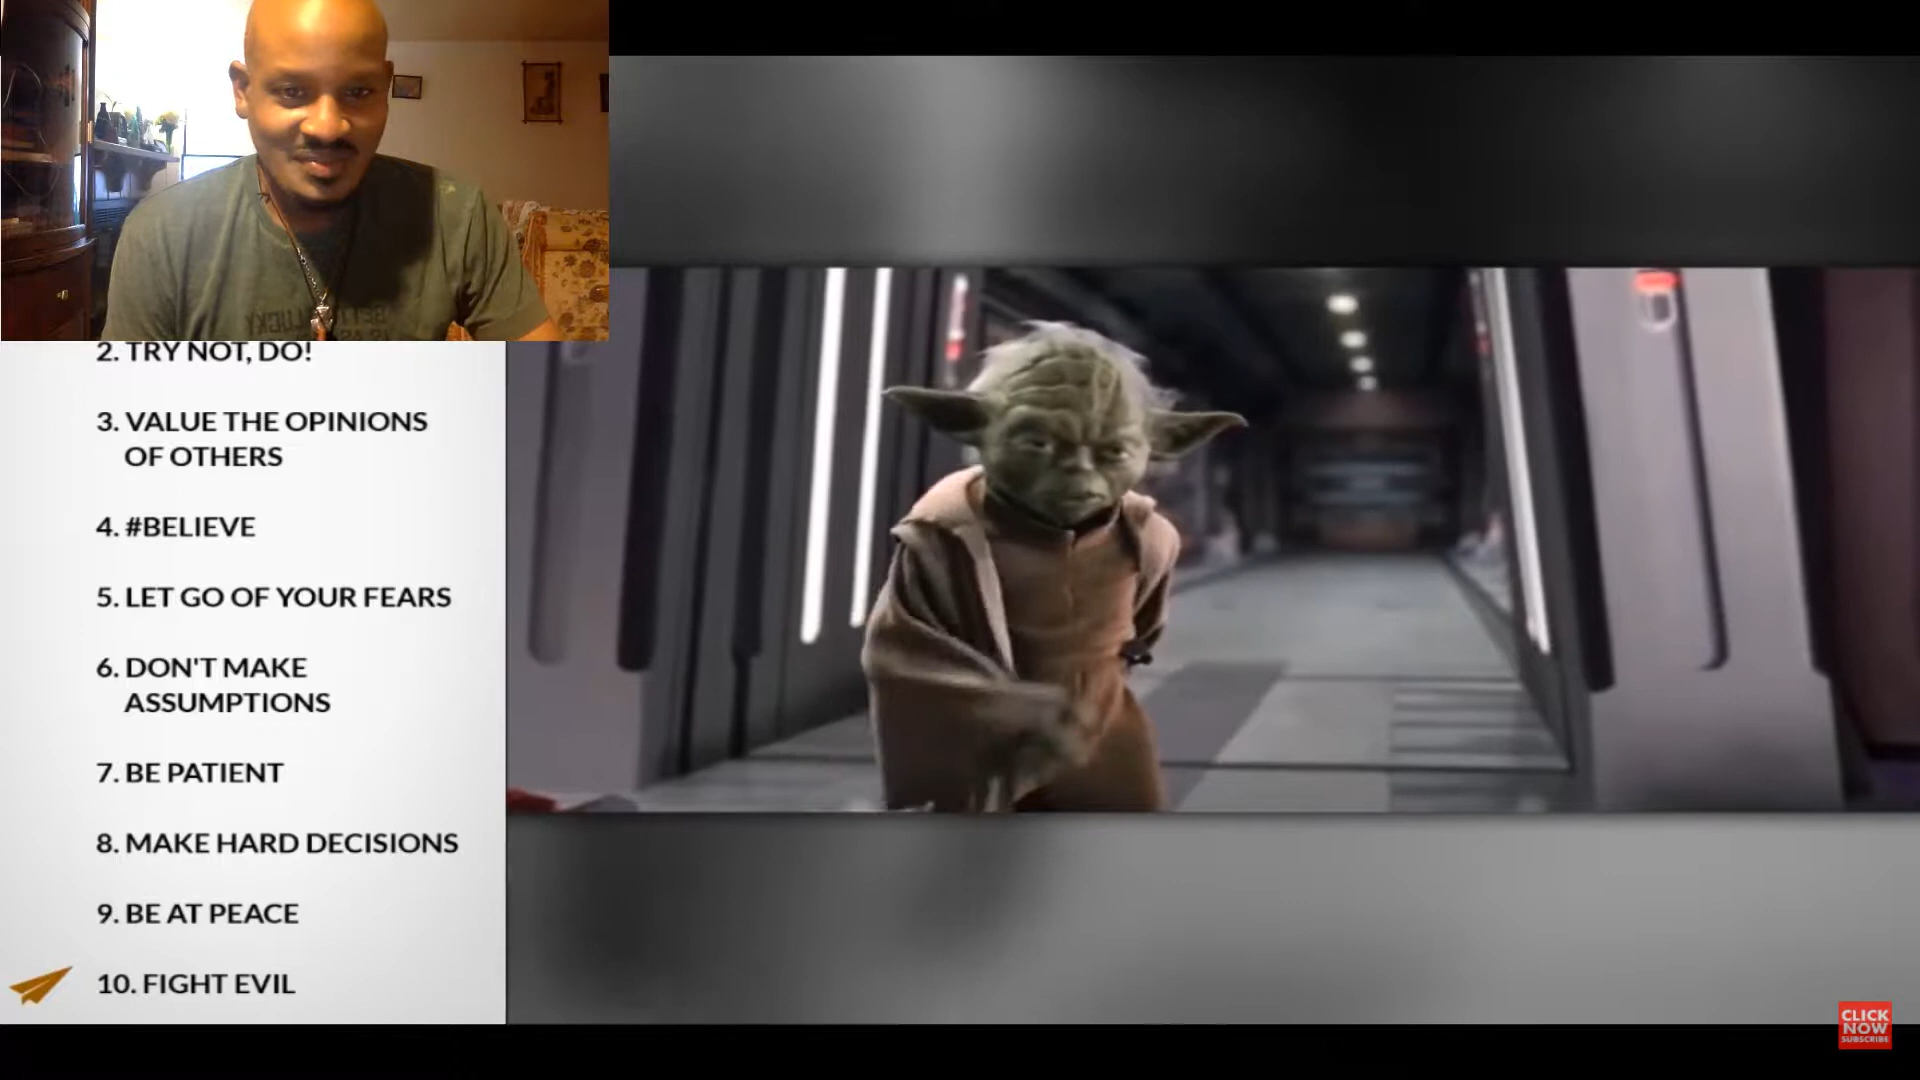 2. TRY NOT, DO!
3. VALUE THE OPINIONS
OF OTHERS
4. #BELIEVE
5. LET GO OF YOUR FEARS
6. DON'T MAKE
ASSUMPTIONS
7. BE PATIENT
8. MAKE HARD DECISIONS
9. BE AT PEACE
10. FIGHT EVIL
CLICK
NOW
SUBSCRIBE